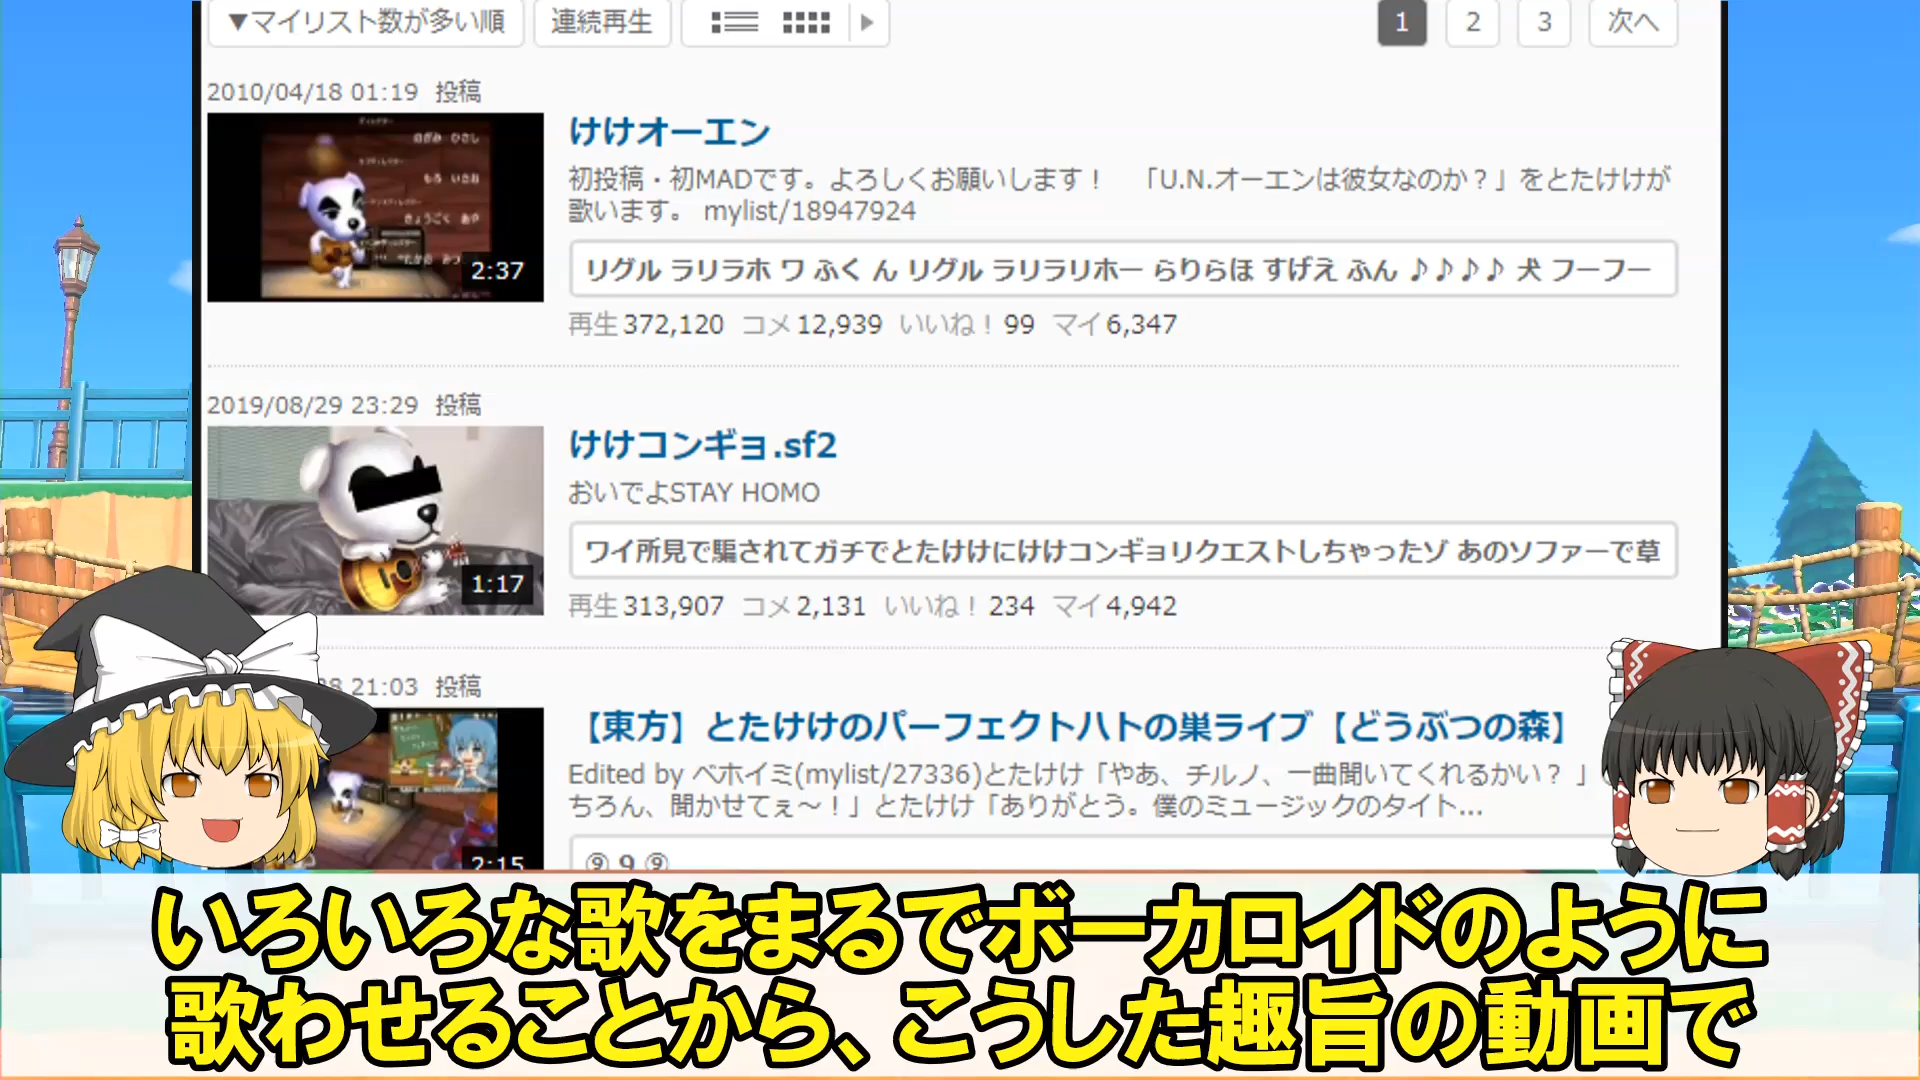 ▼マイリスト数が多い順
連続再生
1
2
3
次へ
2010/04/18 01:19 投稿
2:37
けけオーエン
初投稿・初MADです。よろしくお願いします！ 「U.N.オーエンは彼女なのか？」をとたけけが
歌います。 mylist/18947924
リグル ラリラホ ワ ふく ん リグル ラリラリホー らりらほ すげえ ふん ♪♪♪♪ 犬 フーフー
再生372,120 コメ12,939 いいね！99 マイ6,347
2019/08/29 23:29 投稿
1:17
けけコンギョ.sf2
おいでよSTAY HOMO
ワイ所見で騙されてガチでとたけけにけけコンギョリクエストしちゃったゾ あのソファーで草
再生313,907 コメ2,131 いいね！234 マイ4,942
21:03 投稿
2:15
【東方】とたけけのパーフェクトハトの巣ライブ【どうぶつの森】
Edited by ベホイミ(mylist/27336)とたけけ「やあ、チルノ、一曲聞いてくれるかい？ 」
ちろん、聞かせてぇ〜！」とたけけ「ありがとう。僕のミュージックのタイト…
⑨ 9 ⑨
いろいろな歌をまるでボーカロイドのように
歌わせることから、こうした趣旨の動画で